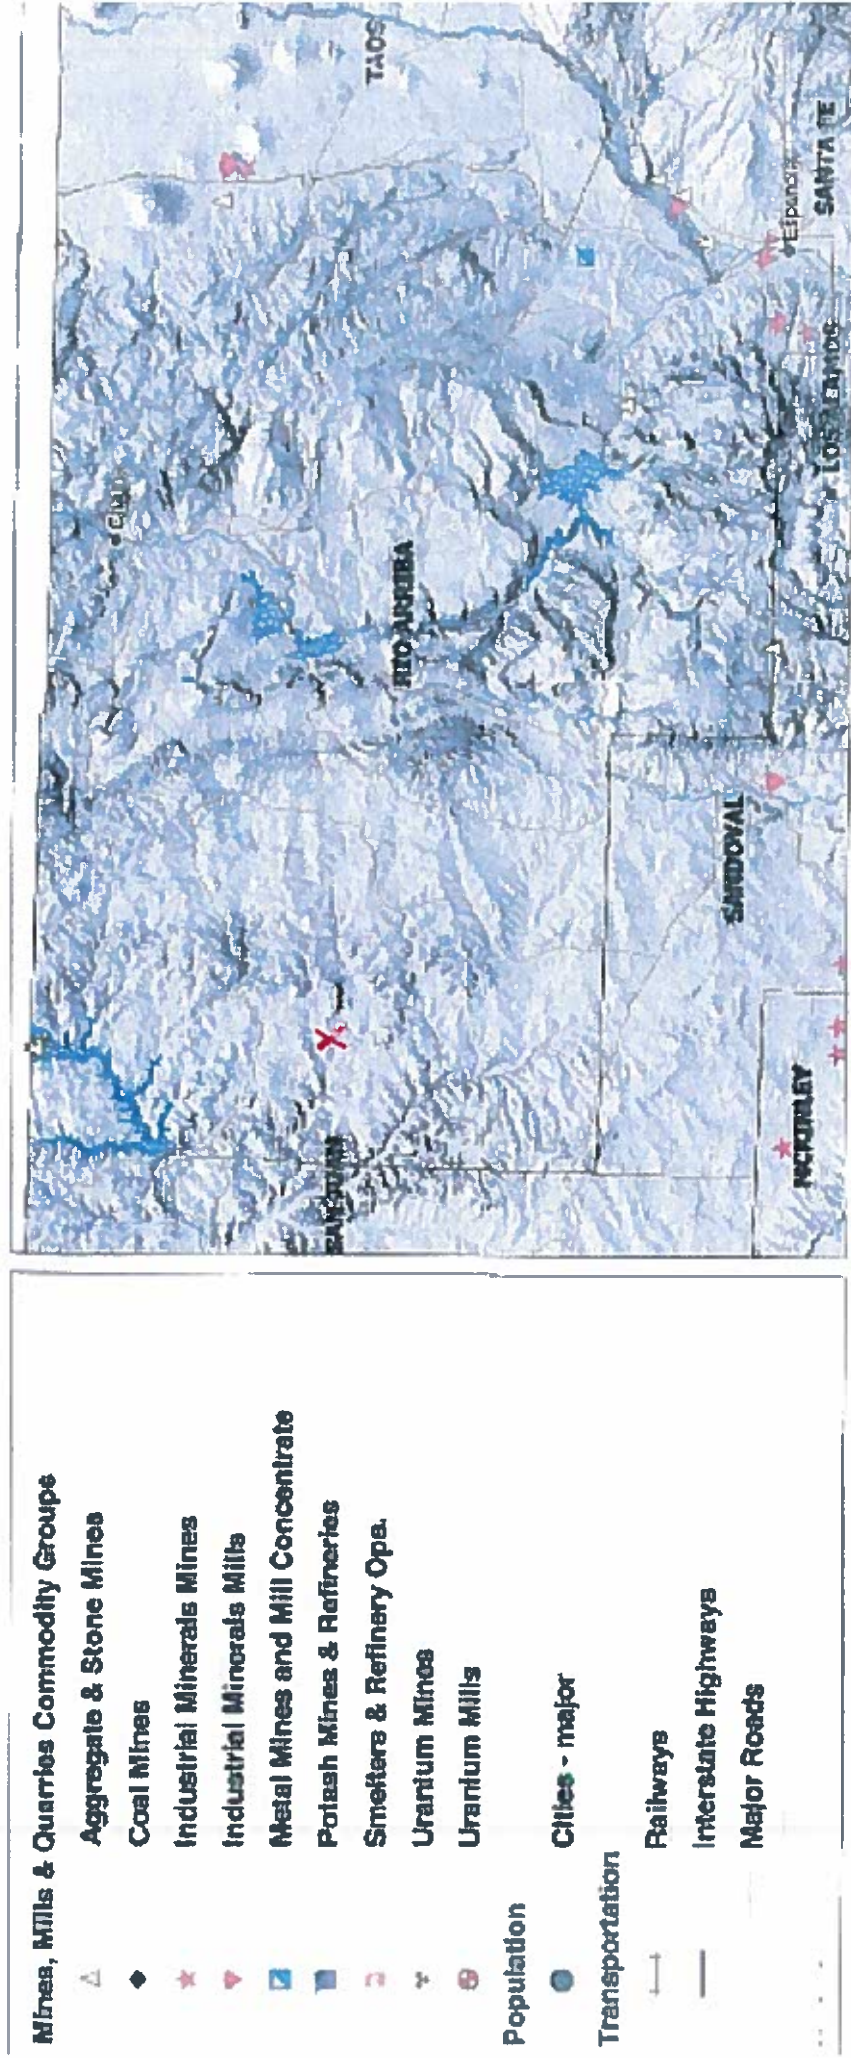 Mines, Mills & Quarries Commodity Groups
Aggregate & Stone Mines
Coal Mines
Industrial Minerals Mines
Industrial Minerals Mills
Metal Mines and Mill Concentrate
Potash Mines & Refineries
Smelters & Refinery Ops.
Uranium Mines
Uranium Mills
Population
Cities - major
Transportation
Railways
Interstate Highways
Major Roads
TAOS
RIO ARRIBA
SANDOVAL
MCKINLEY
SANTA FE